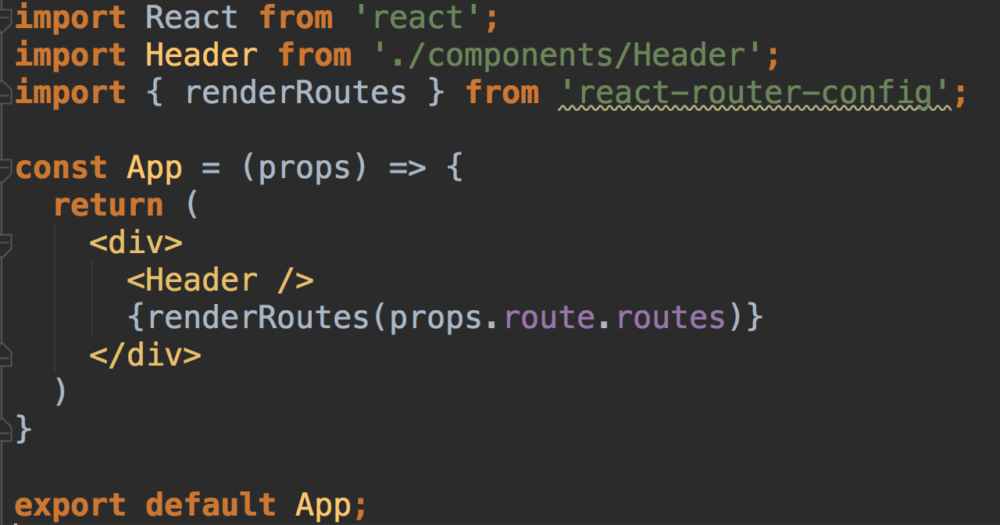 import React from 'react';
import Header from './components/Header';
import { renderRoutes } from 'react-router-config';
const App = (props) => {
  return (
    <div>
      <Header />
      {renderRoutes(props.route.routes)}
    </div>
  )
}
export default App;